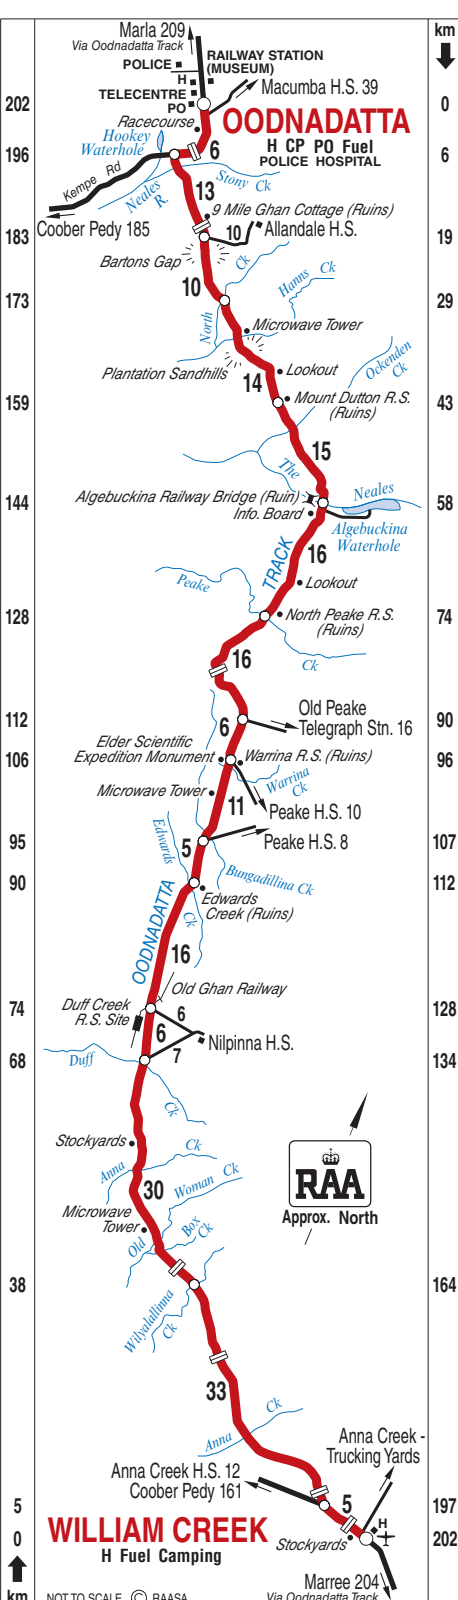 Marla 209
Via Oodnadatta Track
km
POLICE
RAILWAY STATION
(MUSEUM)
H
TELECENTRE
PO
Macumba H.S. 39
202
Racecourse
OODNADATTA
H CP PO Fuel
POLICE HOSPITAL
Hookey
Waterhole
196
6
6
Kempe Rd
Neales
R.
Stony Ck
13
Coober Pedy 185
9 Mile Ghan Cottage (Ruins)
183
10
Allandale H.S.
19
Bartons Gap
Ck
Hanns Ck
10
173
29
North
Microwave Tower
Plantation Sandhills
Lookout
Ockenden
Ck
14
159
Mount Dutton R.S.
(Ruins)
43
15
The
Neales
Algebuckina Railway Bridge (Ruin)
Info. Board
144
58
Algebuckina
Waterhole
16
TRACK
Peake
Lookout
128
North Peake R.S.
(Ruins)
74
16
Ck
Old Peake
Telegraph Stn. 16
112
6
90
Elder Scientific
Expedition Monument
Warrina R.S. (Ruins)
106
96
Warrina
Ck
Microwave Tower
11
Peake H.S. 10
Edwards
95
Peake H.S. 8
107
5
Bungadillina Ck
90
112
Edwards
Creek (Ruins)
Ck
OODNADATTA
16
Old Ghan Railway
Duff Creek
R.S. Site
74
6
128
6
Nilpinna H.S.
7
68
134
Duff
Ck
Stockyards
Ck
Anna
30
Woman Ck
Microwave
Tower
Box
Ck
Old
RAA
Approx. North
38
164
Wilyalallinna
Ck
33
Ck
Anna
Anna Creek -
Trucking Yards
Anna Creek H.S. 12
Coober Pedy 161
5
5
197
WILLIAM CREEK
H Fuel Camping
H
0
Stockyards
202
Marree 204
Via Oodnadatta Track
km
NOT TO SCALE © RAASA